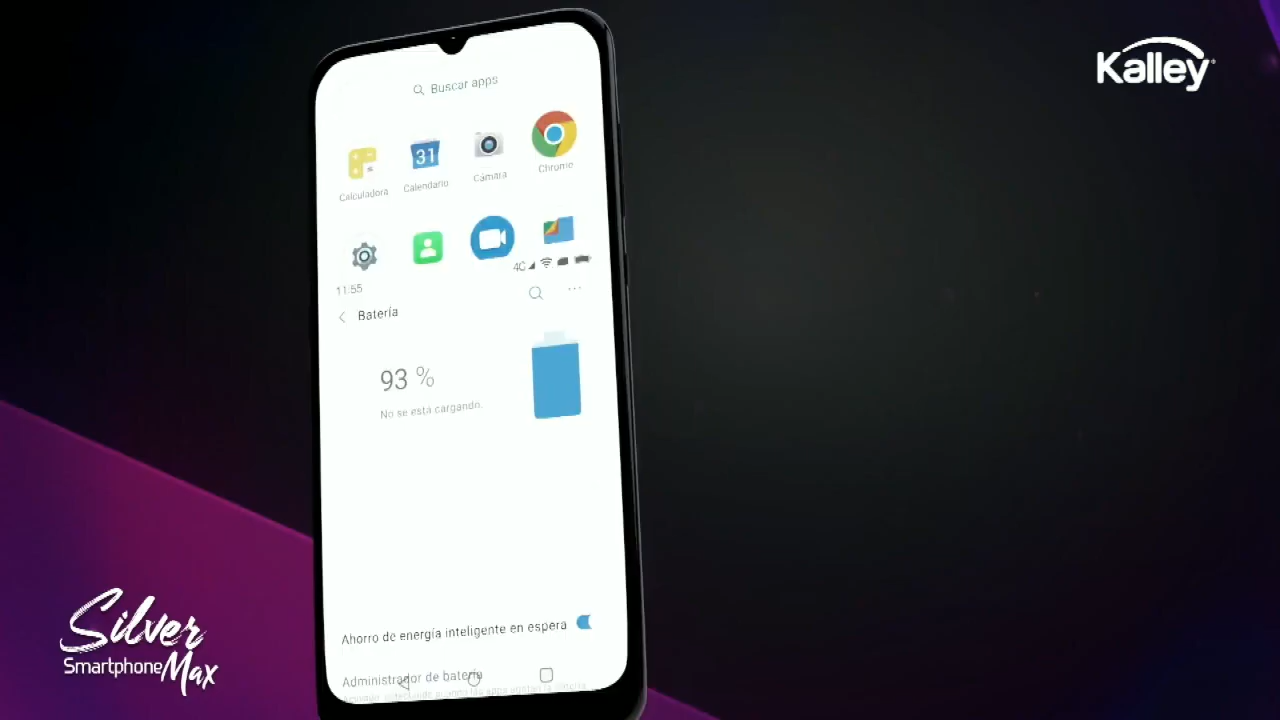 Kalley
Buscar apps
31
Calculadora
Calendario
Cámara
Chrome
4G
11:55
Batería
93 %
No se está cargando.
Ahorro de energía inteligente en espera
Administrador de batería
Silver
Smartphone Max